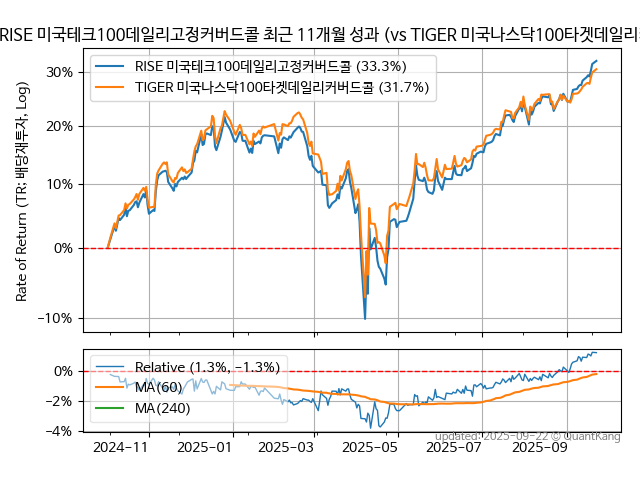 RISE 미국테크100데일리고정커버드콜 최근 11개월 성과 (vs TIGER 미국나스닥100타겟데일리
RISE 미국테크100데일리고정커버드콜 (33.3%)
TIGER 미국나스닥100타겟데일리커버드콜 (31.7%)
Rate of Return (TR: 배당재투자, Log)
30%
20%
10%
0%
−10%
Relative (1.3%, −1.3%)
MA(60)
MA(240)
0%
−2%
−4%
2024−11
2025−01
2025−03
2025−05
2025−07
2025−09
updated: 2025−09−22 © QuantKang